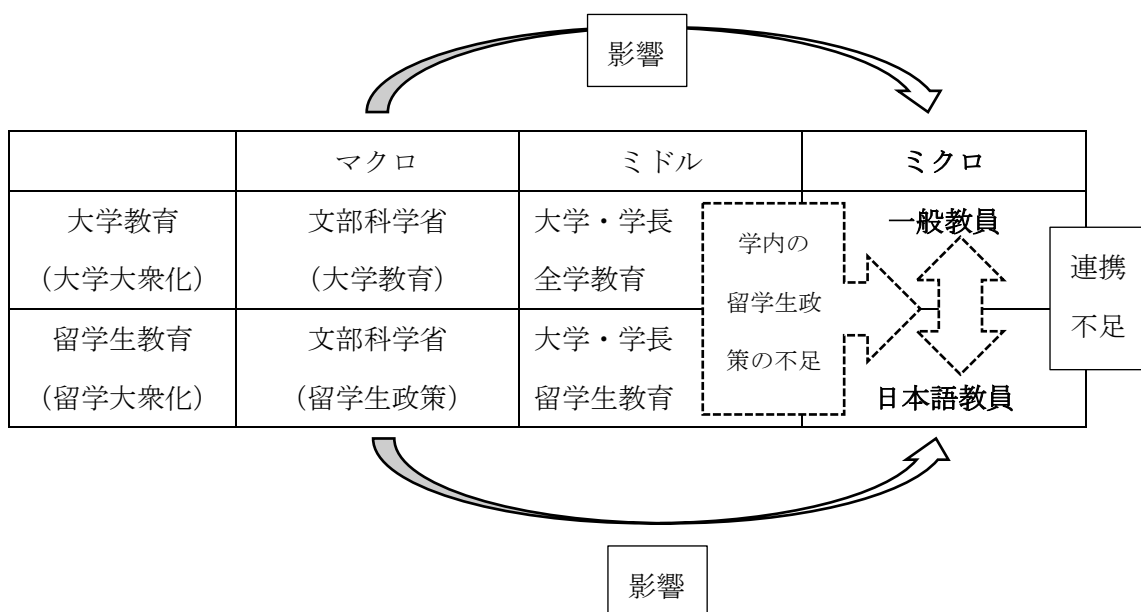 影響
マクロ ミドル ミクロ
大学教育 文部科学省 大学・学長 一般教員
(大学大衆化) (大学教育) 全学教育
留学生教育 文部科学省 大学・学長
(留学大衆化) (留学生政策) 留学生教育 日本語教員
学内の
留学生政
策の不足
連携
不足
影響